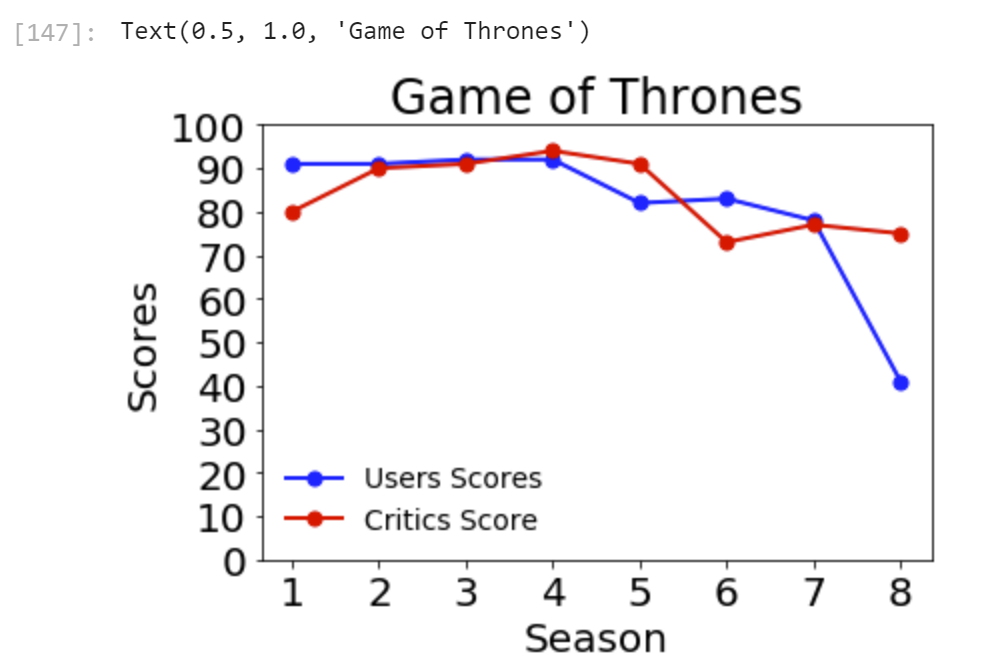 [147]: Text(0.5, 1.0, 'Game of Thrones')
Game of Thrones
100
90
80
70
60
50
40
30
20
10
0
Scores
Users Scores
Critics Score
1 2 3 4 5 6 7 8
Season